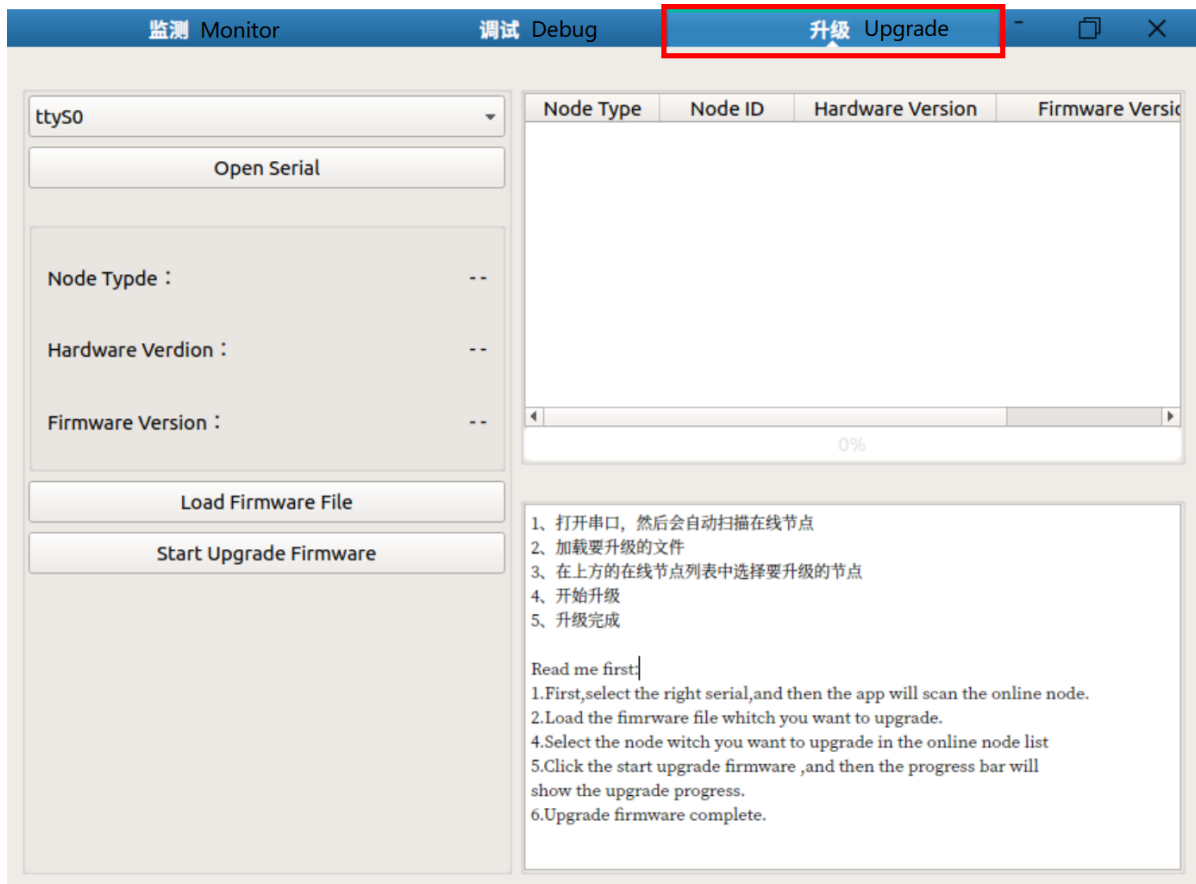 监测 Monitor 调试 Debug 升级 Upgrade
ttyS0
Open Serial
Node Typde：--
Hardware Verdion：--
Firmware Version：--
Load Firmware File
Start Upgrade Firmware
Node Type Node ID Hardware Version Firmware Versic
0%
1、打开串口，然后会自动扫描在线节点
2、加载要升级的文件
3、在上方的在线节点列表中选择要升级的节点
4、开始升级
5、升级完成
Read me first:
1.First,select the right serial,and then the app will scan the online node.
2.Load the fimrware file whitch you want to upgrade.
4.Select the node witch you want to upgrade in the online node list
5.Click the start upgrade firmware ,and then the progress bar will
show the upgrade progress.
6.Upgrade firmware complete.